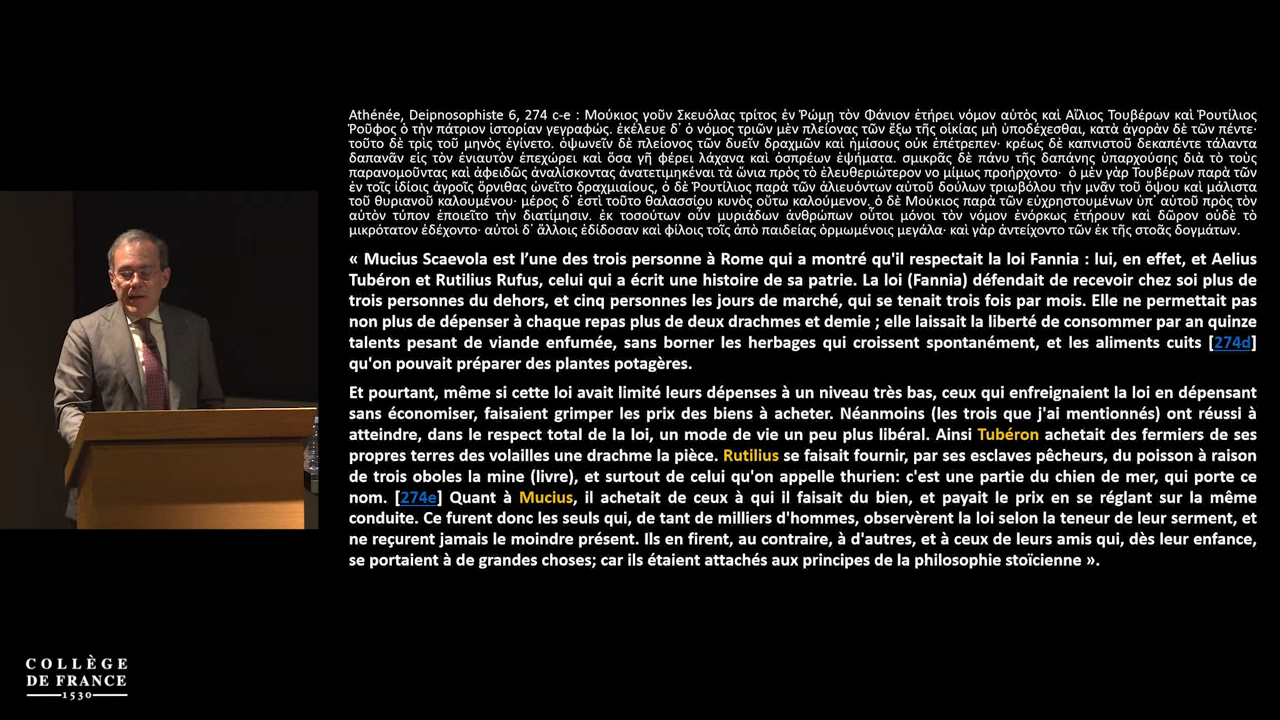 Athénée, Deipnosophiste 6, 274 c-e : Μούκιος γοῦν Σκευόλας τρίτος ἐν Ῥώμῃ τὸν Φάνιον ἐτήρει νόμον αὐτὸς καὶ Αἴλιος Τουβέρων καὶ Ῥουτίλιος
Ῥοῦφος ὁ τὴν πάτριον ἱστορίαν γεγραφώς. ἐκέλευε δ᾽ ὁ νόμος τριῶν μὲν πλείονας τῶν ἔξω τῆς οἰκίας μὴ ὑποδέχεσθαι, κατὰ ἀγορὰν δὲ τῶν πέντε·
τοῦτο δὲ τρὶς τοῦ μηνὸς ἐγίνετο. ὀψωνεῖν δὲ πλείονος τῶν δυεῖν δραχμῶν καὶ ἡμίσους οὐκ ἐπέτρεπεν· κρέως δὲ καπνιστοῦ δεκαπέντε τάλαντα
δαπανᾶν εἰς τὸν ἐνιαυτὸν ἐπεχώρει καὶ ὅσα γῆ φέρει λάχανα καὶ ὀσπρέων ἑψήματα. σμικρᾶς δὲ πάνυ τῆς δαπάνης ὑπαρχούσης διὰ τὸ τοὺς
παρανομοῦντας καὶ ἀφειδῶς ἀναλίσκοντας ἀνατετιμηκέναι τὰ ὤνια πρὸς τὸ ἐλευθεριώτερον νο μίμως προήρχοντο· ὁ μὲν γὰρ Τουβέρων παρὰ τῶν
ἐν τοῖς ἰδίοις ἀγροῖς ὄρνιθας ὠνεῖτο δραχμιαίους, ὁ δὲ Ῥουτίλιος παρὰ τῶν ἁλιευόντων αὑτοῦ δούλων τριωβόλου τὴν μνᾶν τοῦ ὄψου καὶ μάλιστα
τοῦ θυριανοῦ καλουμένου· μέρος δ᾽ ἐστὶ τοῦτο θαλασσίου κυνὸς οὕτω καλούμενον. ὁ δὲ Μούκιος παρὰ τῶν εὐχρηστουμένων ὑπ᾽ αὐτοῦ πρὸς τὸν
αὐτὸν τύπον ἐποιεῖτο τὴν διατίμησιν. ἐκ τοσούτων οὖν μυριάδων ἀνθρώπων οὗτοι μόνοι τὸν νόμον ἐνόρκως ἐτήρουν καὶ δῶρον οὐδὲ τὸ
μικρότατον ἐδέχοντο· αὐτοὶ δ᾽ ἄλλοις ἐδίδοσαν καὶ φίλοις τοῖς ἀπὸ παιδείας ὁρμωμένοις μεγάλα· καὶ γὰρ ἀντείχοντο τῶν ἐκ τῆς στοᾶς δογμάτων.
« Mucius Scaevola est l’une des trois personne à Rome qui a montré qu'il respectait la loi Fannia : lui, en effet, et Aelius
Tubéron et Rutilius Rufus, celui qui a écrit une histoire de sa patrie. La loi (Fannia) défendait de recevoir chez soi plus de
trois personnes du dehors, et cinq personnes les jours de marché, qui se tenait trois fois par mois. Elle ne permettait pas
non plus de dépenser à chaque repas plus de deux drachmes et demie ; elle laissait la liberté de consommer par an quinze
talents pesant de viande enfumée, sans borner les herbages qui croissent spontanément, et les aliments cuits [274d]
qu'on pouvait préparer des plantes potagères.
Et pourtant, même si cette loi avait limité leurs dépenses à un niveau très bas, ceux qui enfreignaient la loi en dépensant
sans économiser, faisaient grimper les prix des biens à acheter. Néanmoins (les trois que j'ai mentionnés) ont réussi à
atteindre, dans le respect total de la loi, un mode de vie un peu plus libéral. Ainsi Tubéron achetait des fermiers de ses
propres terres des volailles une drachme la pièce. Rutilius se faisait fournir, par ses esclaves pêcheurs, du poisson à raison
de trois oboles la mine (livre), et surtout de celui qu'on appelle thurien: c'est une partie du chien de mer, qui porte ce
nom. [274e] Quant à Mucius, il achetait de ceux à qui il faisait du bien, et payait le prix en se réglant sur la même
conduite. Ce furent donc les seuls qui, de tant de milliers d'hommes, observèrent la loi selon la teneur de leur serment, et
ne reçurent jamais le moindre présent. Ils en firent, au contraire, à d'autres, et à ceux de leurs amis qui, dès leur enfance,
se portaient à de grandes choses; car ils étaient attachés aux principes de la philosophie stoïcienne ».
COLLÈGE
DE FRANCE
1530